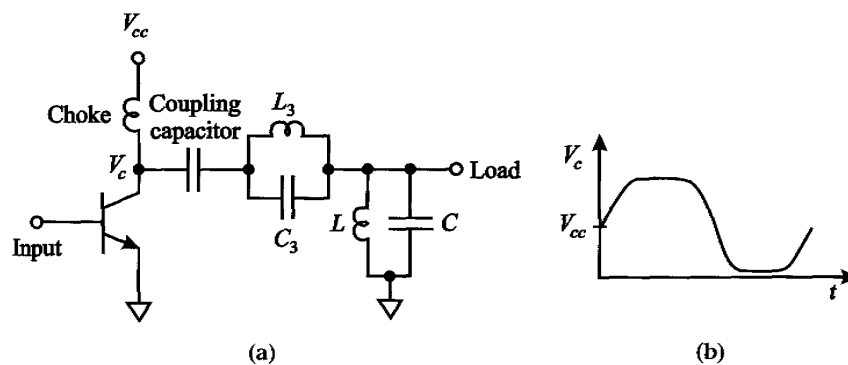 V_cc
Choke
Coupling
capacitor
L_3
V_c
Load
Input
C_3
L
C
(a)
V_c
V_cc
t
(b)